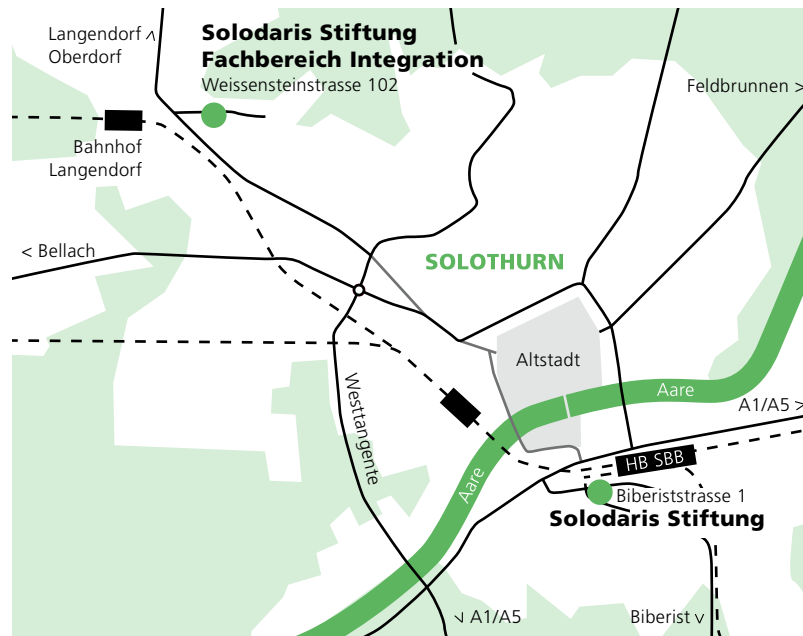 Langendorf ^
Oberdorf
Solodaris Stiftung
Fachbereich Integration
Weissensteinstrasse 102
Feldbrunnen >
Bahnhof
Langendorf
< Bellach
SOLOTHURN
Altstadt
Aare
A1/A5 >
Westtangente
Aare
HB SBB
Biberiststrasse 1
Solodaris Stiftung
v A1/A5
Biberist v